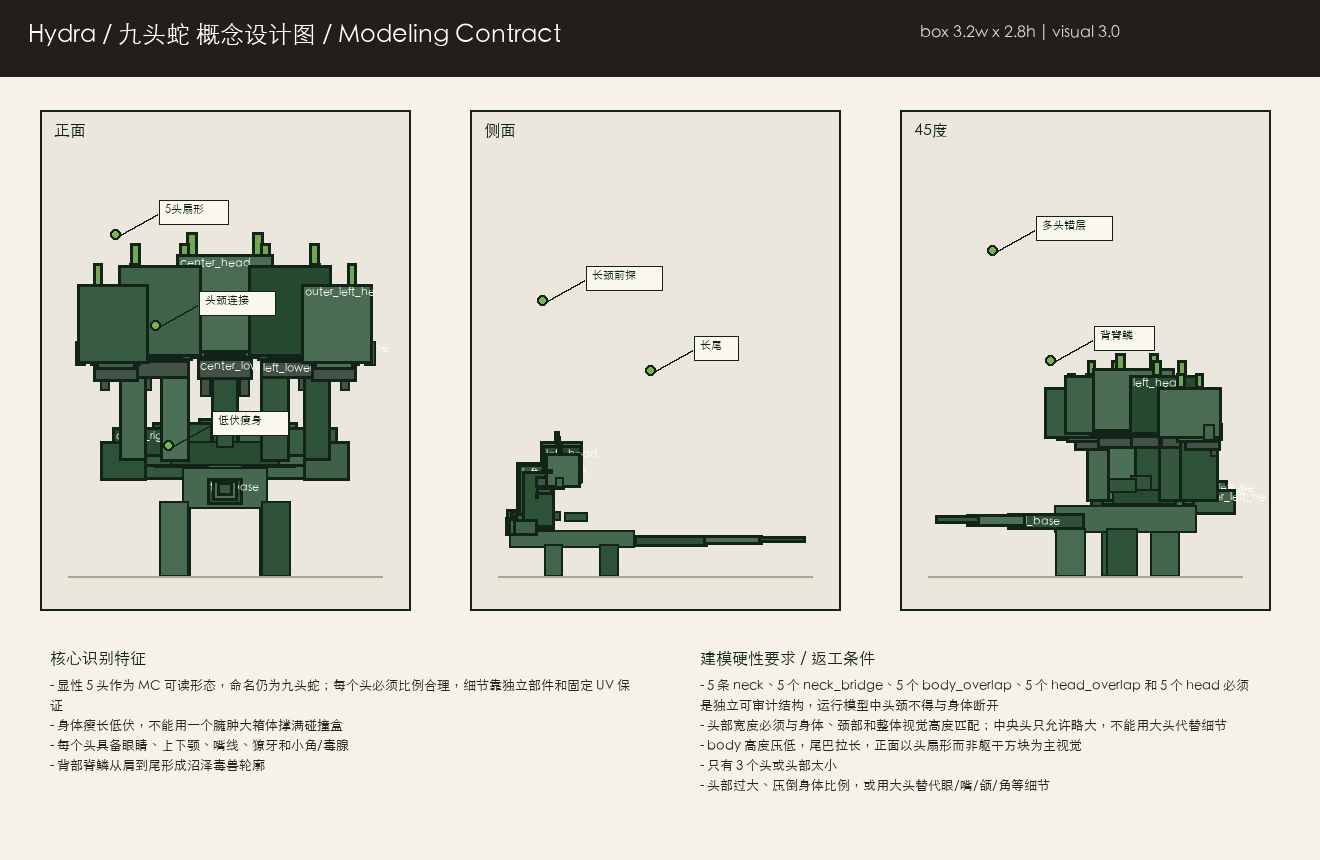 Hydra / 九头蛇 概念设计图 / Modeling Contract
box 3.2w x 2.8h | visual 3.0
正面
5头扇形
center_head
outer_left_he
头颈连接
center_low
left_lowe
低伏瘦身
ase
侧面
长颈前探
长尾
45度
多头错层
背脊鳞
left_hea
l_base
核心识别特征
- 显性 5 头作为 MC 可读形态，命名仍为九头蛇；每个头必须比例合理，细节靠独立部件和固定 UV 保
证
- 身体瘦长低伏，不能用一个臃肿大箱体撑满碰撞盒
- 每个头具备眼睛、上下颚、嘴线、獠牙和小角/毒腺
- 背部脊鳞从肩到尾形成沼泽毒兽轮廓
建模硬性要求 / 返工条件
- 5 条 neck、5 个 neck_bridge、5 个 body_overlap、5 个 head_overlap 和 5 个 head 必须
是独立可审计结构，运行模型中头颈不得与身体断开
- 头部宽度必须与身体、颈部和整体视觉高度匹配；中央头只允许略大，不能用大头代替细节
- body 高度压低，尾巴拉长，正面以头扇形而非躯干方块为主视觉
- 只有 3 个头或头部太小
- 头部过大、压倒身体比例，或用大头替代眼/嘴/颌/角等细节